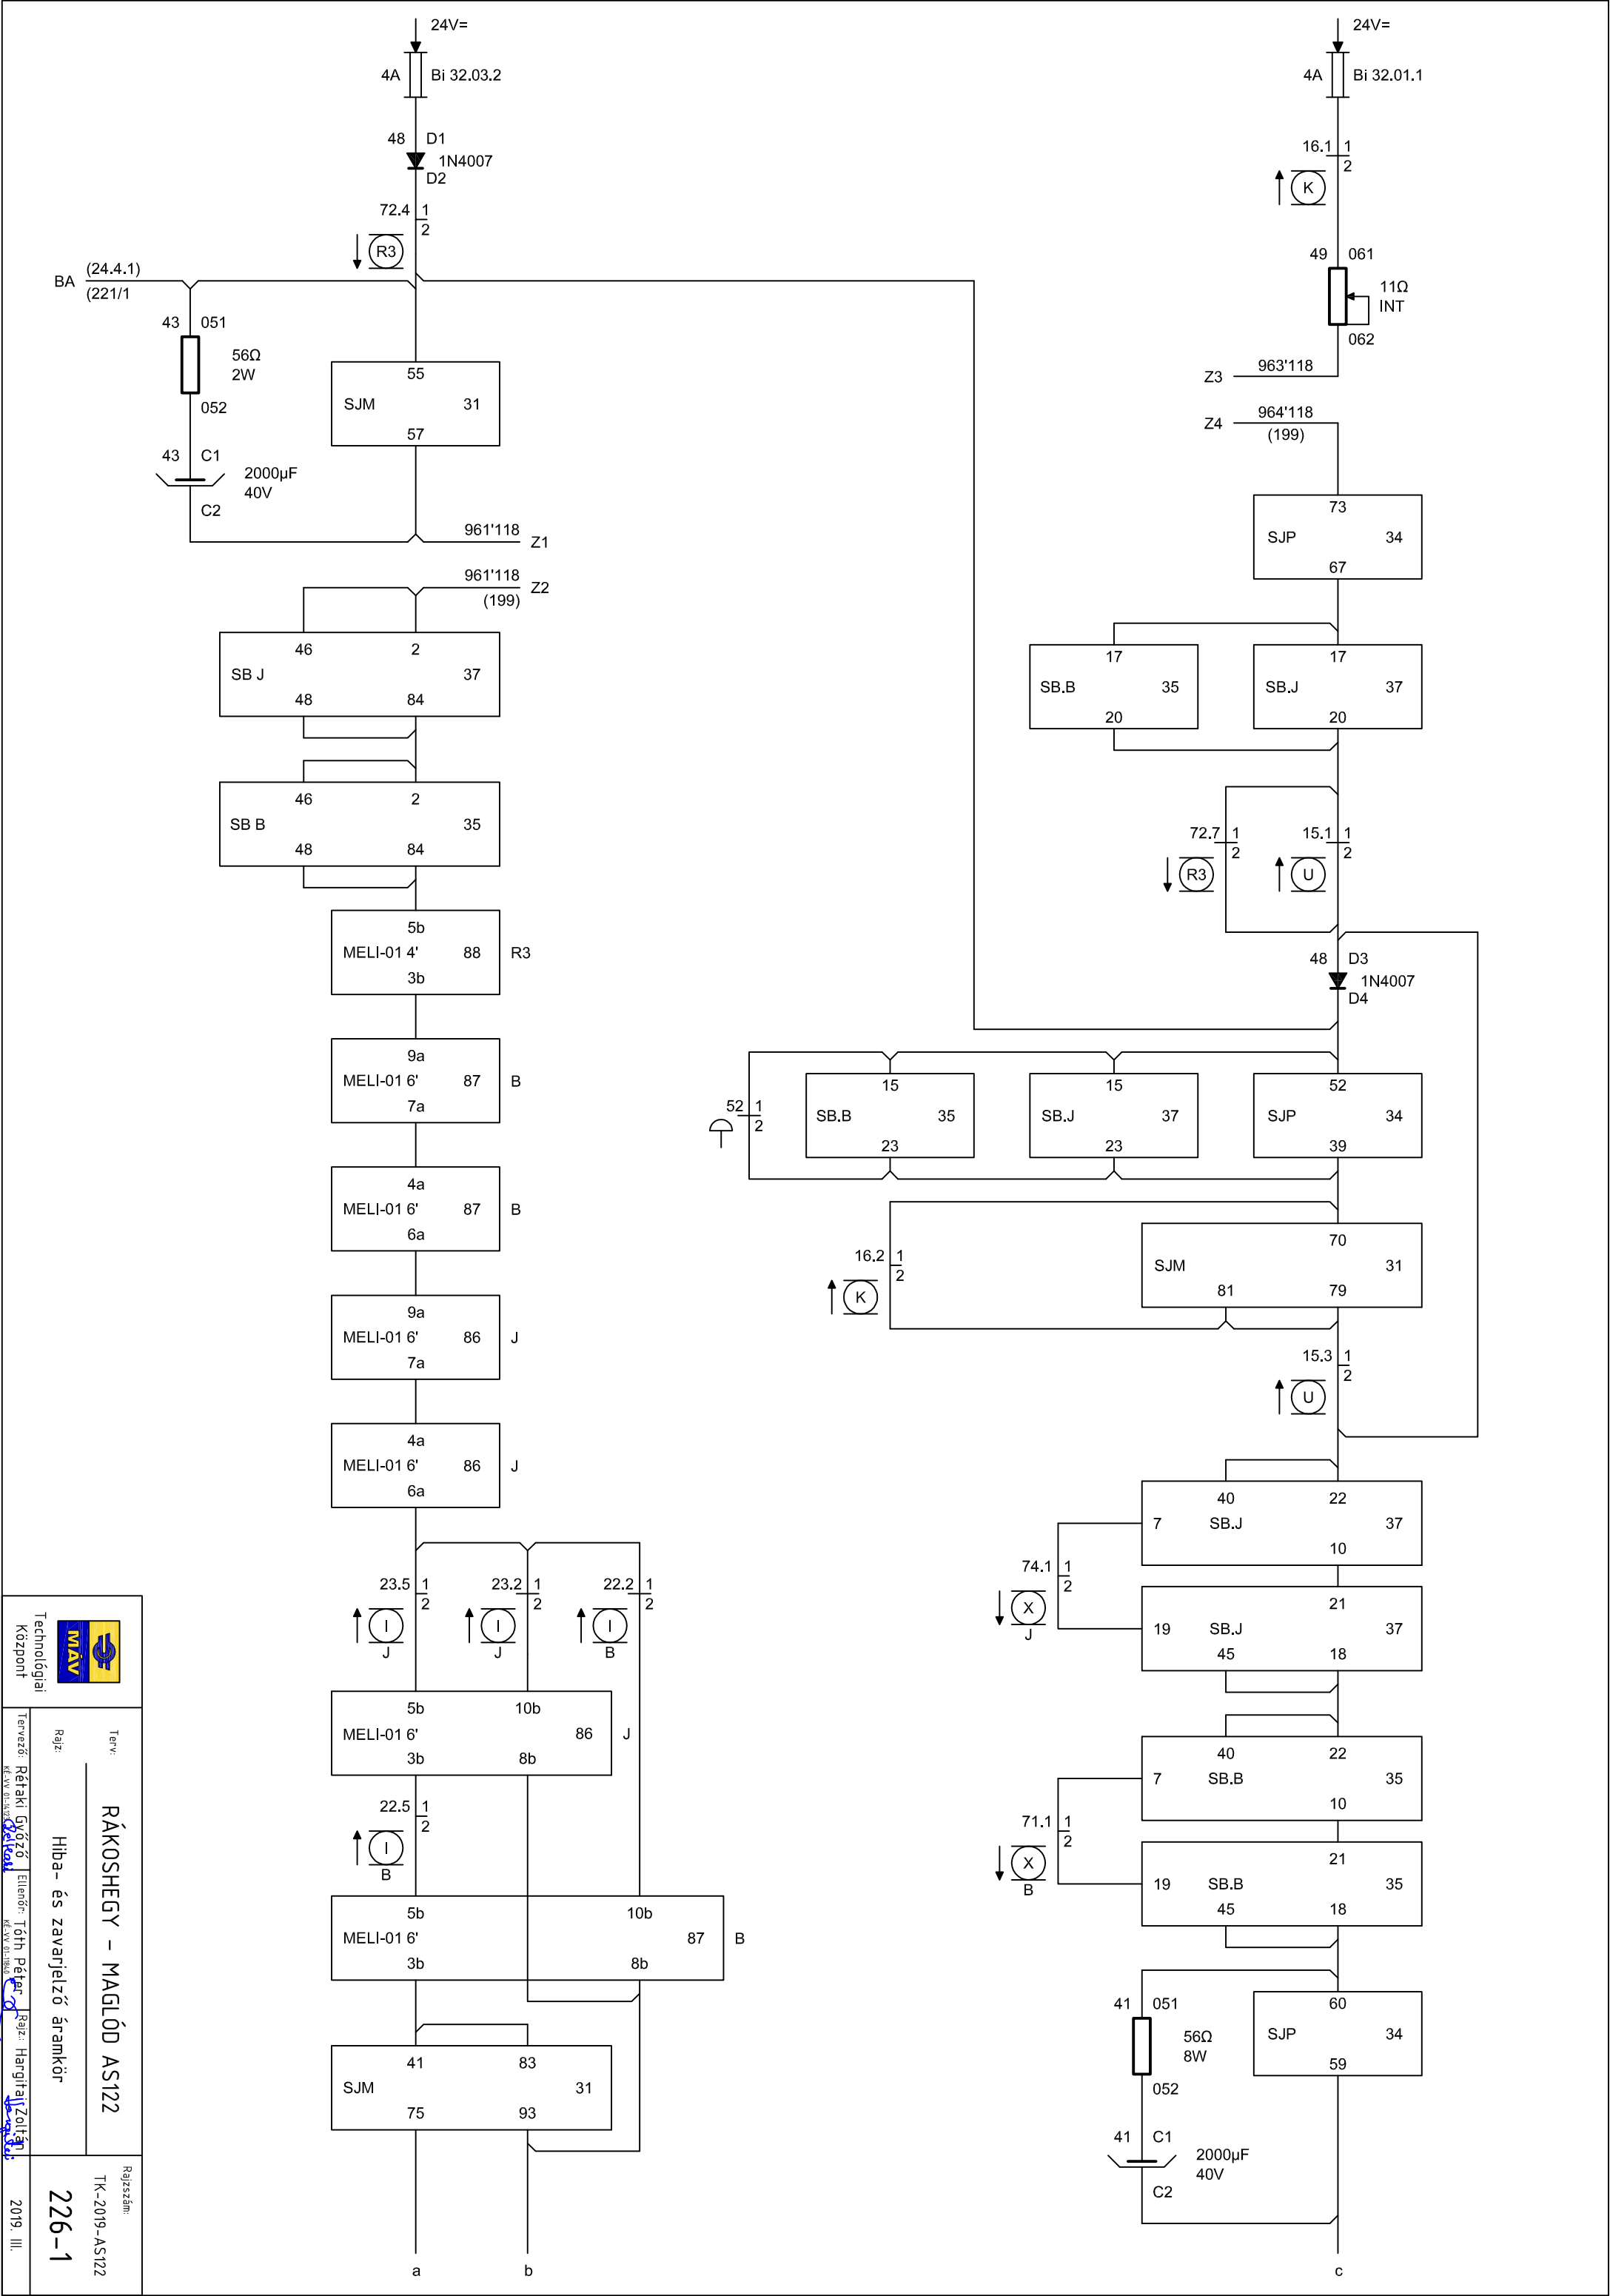 24V=
4A Bi 32.03.2
48 D1
1N4007
D2
72.4 1
2
R3
BA (24.4.1)
(221/1
43 051
56Ω
2W
052
43 C1
2000µF
40V
C2
55
SJM 31
57
961'118 Z1
961'118 Z2
(199)
46 2
SB J 37
48 84
46 2
SB B 35
48 84
5b
MELI-01 4' 88 R3
3b
9a
MELI-01 6' 87 B
7a
4a
MELI-01 6' 87 B
6a
9a
MELI-01 6' 86 J
7a
4a
MELI-01 6' 86 J
6a
23.5 1 23.2 1 22.2 1
2 2 2
I I I
J J B
5b 10b
MELI-01 6' 86 J
3b 8b
22.5 1
2
I
B
5b 10b
MELI-01 6' 87 B
3b 8b
41 83
SJM 31
75 93
a b
24V=
4A Bi 32.01.1
16.1 1
2
K
49 061
11Ω
INT
062
Z3 963'118
Z4 964'118
(199)
73
SJP 34
67
17 17
SB.B 35 SB.J 37
20 20
72.7 1 15.1 1
2 2
R3 U
48 D3
1N4007
D4
52 1
2
15 15 52
SB.B 35 SB.J 37 SJP 34
23 23 39
16.2 1
2
K
70
SJM 31
81 79
15.3 1
2
U
40 22
7 SB.J 37
10
74.1 1
2
X
J
21
19 SB.J 37
45 18
40 22
7 SB.B 35
10
71.1 1
2
X
B
21
19 SB.B 35
45 18
41 051
56Ω
8W
052
41 C1
2000µF
40V
C2
60
SJP 34
59
c
MÁV
Technológiai
Központ
Terv:
RÁKOSHEGY - MAGLÓD AS122
Rajz:
Hiba- és zavarjelző áramkör
Tervező: Rétaki Győző
Ellenőr: Tóth Péter
Rajz.: Hargitai Zoltán
Rajzszám:
TK-2019-AS122
226-1
2019. III.